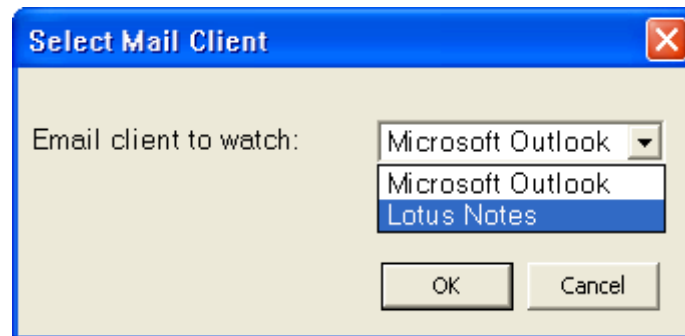 Select Mail Client
Email client to watch: Microsoft Outlook
Microsoft Outlook
Lotus Notes
OK Cancel